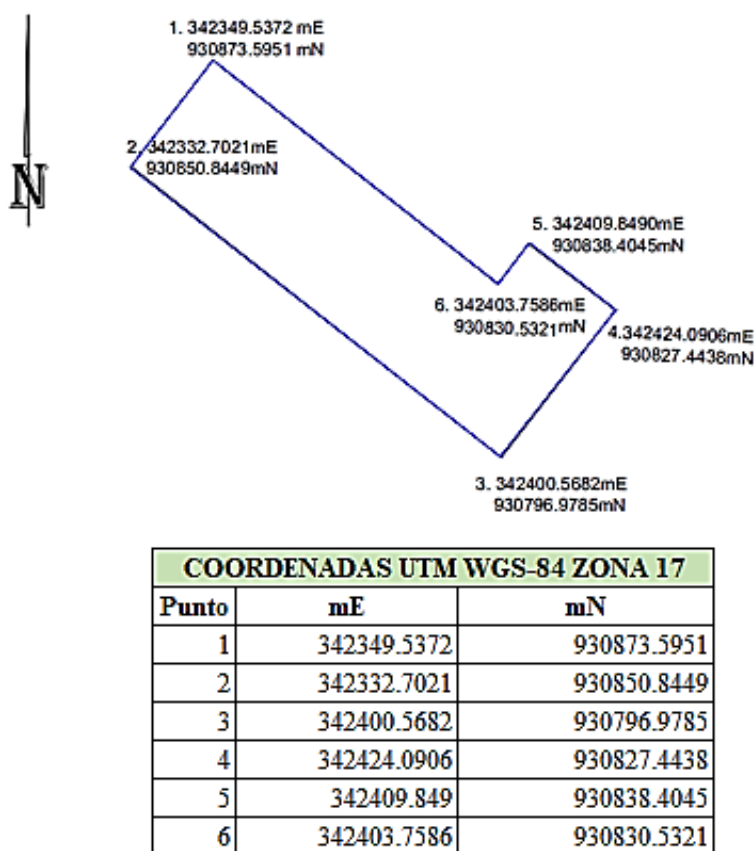 1. 342349.5372 mE
930873.5951 mN
2. 342332.7021mE
930850.8449mN
N
5. 342409.8490mE
930838.4045mN
6. 342403.7586mE
930830.5321mN
4.342424.0906mE
930827.4438mN
3. 342400.5682mE
930796.9785mN
COORDENADAS UTM WGS-84 ZONA 17
Punto mE mN
1 342349.5372 930873.5951
2 342332.7021 930850.8449
3 342400.5682 930796.9785
4 342424.0906 930827.4438
5 342409.849 930838.4045
6 342403.7586 930830.5321